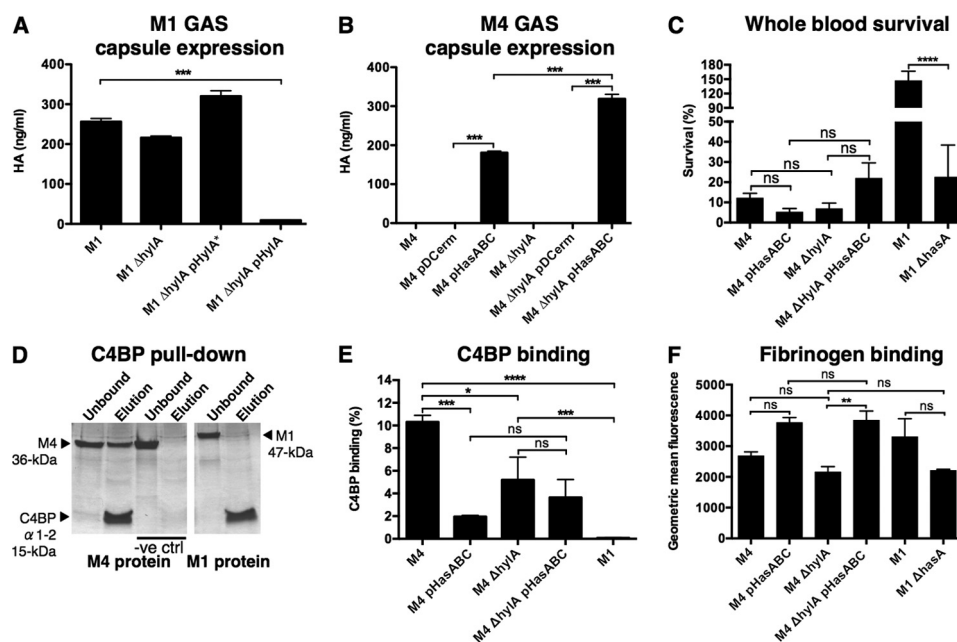 A
M1 GAS
capsule expression
HA (ng/ml)
400
300
200
100
0
***
M1
M1 ΔhylA
M1 ΔhylA pHylA*
M1 ΔhylA pHylA
B
M4 GAS
capsule expression
HA (ng/ml)
400
300
200
100
0
***
***
***
M4
M4 pDCerm
M4 pHasABC
M4 ΔhylA
M4 ΔhylA pDCerm
M4 ΔhylA pHasABC
C
Whole blood survival
Survival (%)
180
150
120
90
50
40
30
20
10
0
****
ns
ns
ns
ns
M4
M4 pHasABC
M4 ΔhylA
M4 ΔHylA pHasABC
M1
M1 ΔhasA
D
C4BP pull-down
Unbound
Elution
Unbound
Elution
Unbound
Elution
M4
36-kDa
M1
47-kDa
C4BP
α1-2
15-kDa
-ve ctrl
M4 protein
M1 protein
E
C4BP binding
C4BP binding (%)
14
12
10
8
6
4
2
0
****
*
***
***
ns
ns
M4
M4 pHasABC
M4 ΔhylA
M4 ΔhylA pHasABC
M1
F
Fibrinogen binding
Geometric mean fluorescence
5000
4000
3000
2000
1000
0
ns
ns
ns
ns
**
ns
M4
M4 pHasABC
M4 ΔhylA
M4 ΔhylA pHasABC
M1
M1 ΔhasA